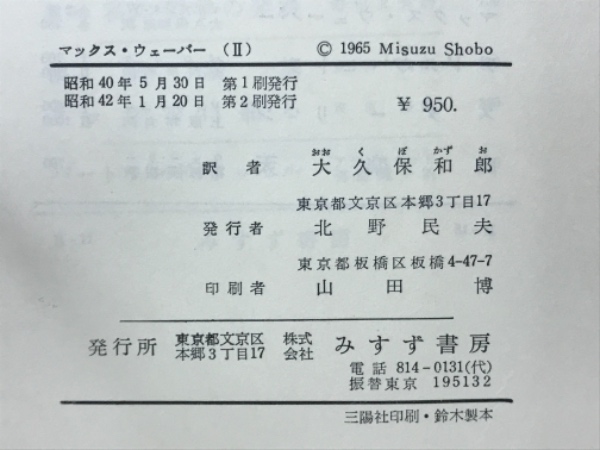 マックス・ウェーバー (Ⅱ) © 1965 Misuzu Shobo
昭和40年5月30日 第1刷発行
昭和42年1月20日 第2刷発行
¥ 950.
おお く ぼ かず お
訳者 大久保和郎
東京都文京区本郷3丁目17
発行者 北野民夫
東京都板橋区板橋4-47-7
印刷者 山田博
発行所 東京都文京区本郷3丁目17 株式会社 みすず書房
電話 814-0131(代)
振替東京 195132
三陽社印刷・鈴木製本